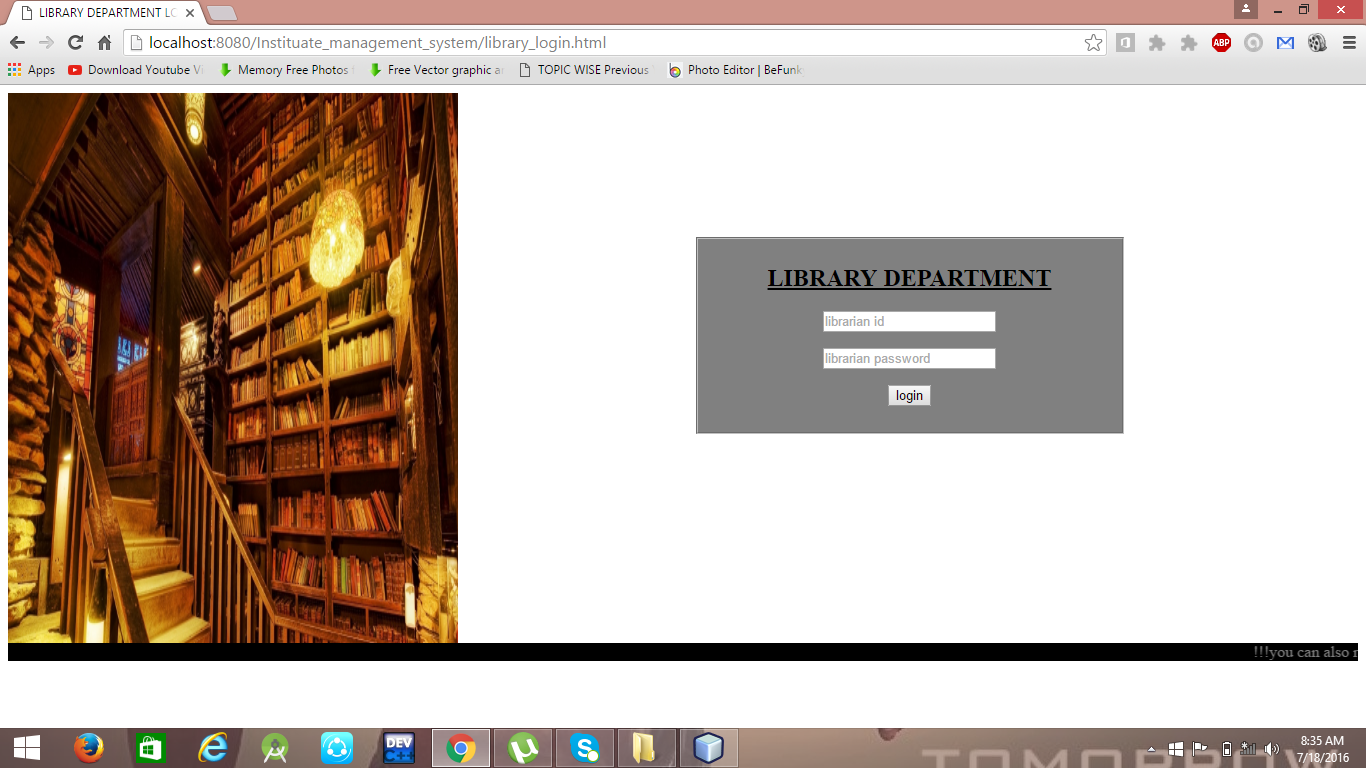 LIBRARY DEPARTMENT LO
localhost:8080/Instituate_management_system/library_login.html
Apps Download Youtube Vi Memory Free Photos Free Vector graphic a TOPIC WISE Previous Photo Editor | BeFunk
ABP
LIBRARY DEPARTMENT
librarian id
librarian password
login
!!!you can also r
DEV
C++
TOMORROW
8:35 AM
7/18/2016